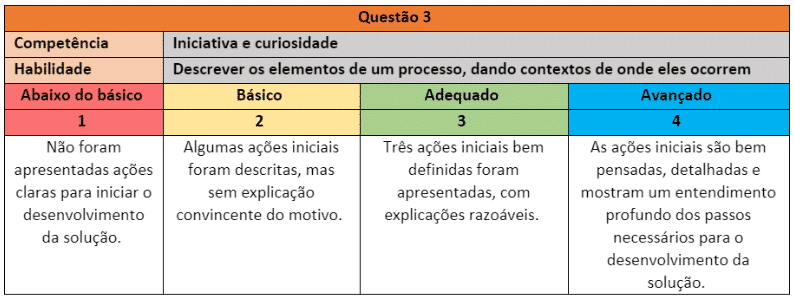 Questão 3
Competência
Iniciativa e curiosidade
Habilidade
Descrever os elementos de um processo, dando contextos de onde eles ocorrem
Abaixo do básico
Básico
Adequado
Avançado
1
2
3
4
Não foram
apresentadas ações
claras para iniciar o
desenvolvimento
da solução.
Algumas ações iniciais
foram descritas, mas
sem explicação
convincente do motivo.
Três ações iniciais bem
definidas foram
apresentadas, com
explicações razoáveis.
As ações iniciais são bem
pensadas, detalhadas e
mostram um entendimento
profundo dos passos
necessários para o
desenvolvimento da
solução.